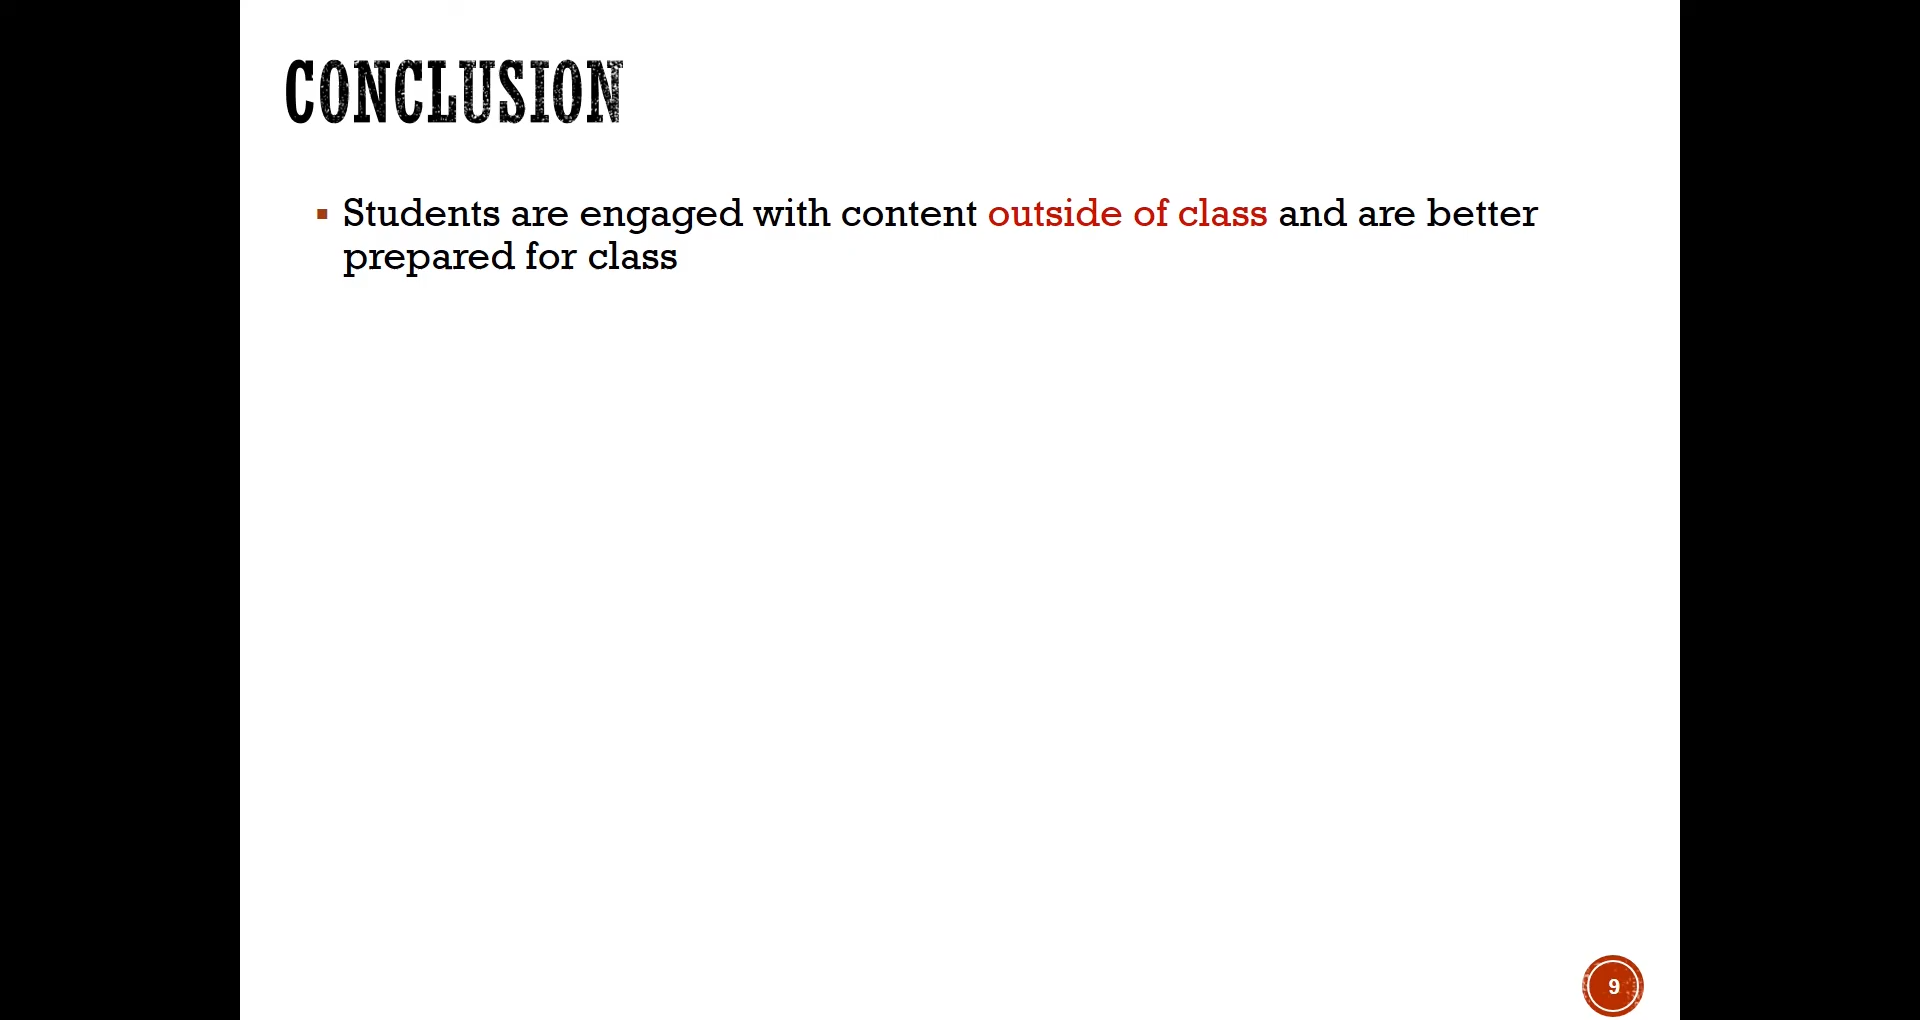 CONCLUSION
Students are engaged with content outside of class and are better
prepared for class
9